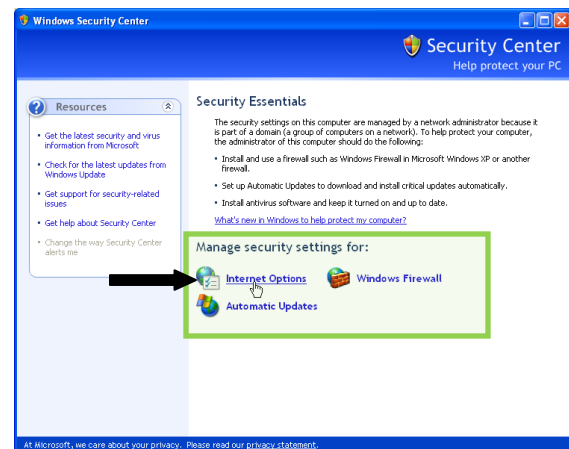 Windows Security Center
Security Center
Help protect your PC
Resources
Get the latest security and virus
information from Microsoft
Check for the latest updates from
Windows Update
Get support for security-related
issues
Get help about Security Center
Change the way Security Center
alerts me
Security Essentials
The security settings on this computer are managed by a network administrator because it
is part of a domain (a group of computers on a network). To help protect your computer,
the administrator of this computer should do the following:
Install and use a firewall such as Windows Firewall in Microsoft Windows XP or another
firewall.
Set up Automatic Updates to download and install critical updates automatically.
Install antivirus software and keep it turned on and up to date.
What's new in Windows to help protect my computer?
Manage security settings for:
Internet Options
Windows Firewall
Automatic Updates
At Microsoft, we care about your privacy. Please read our privacy statement.